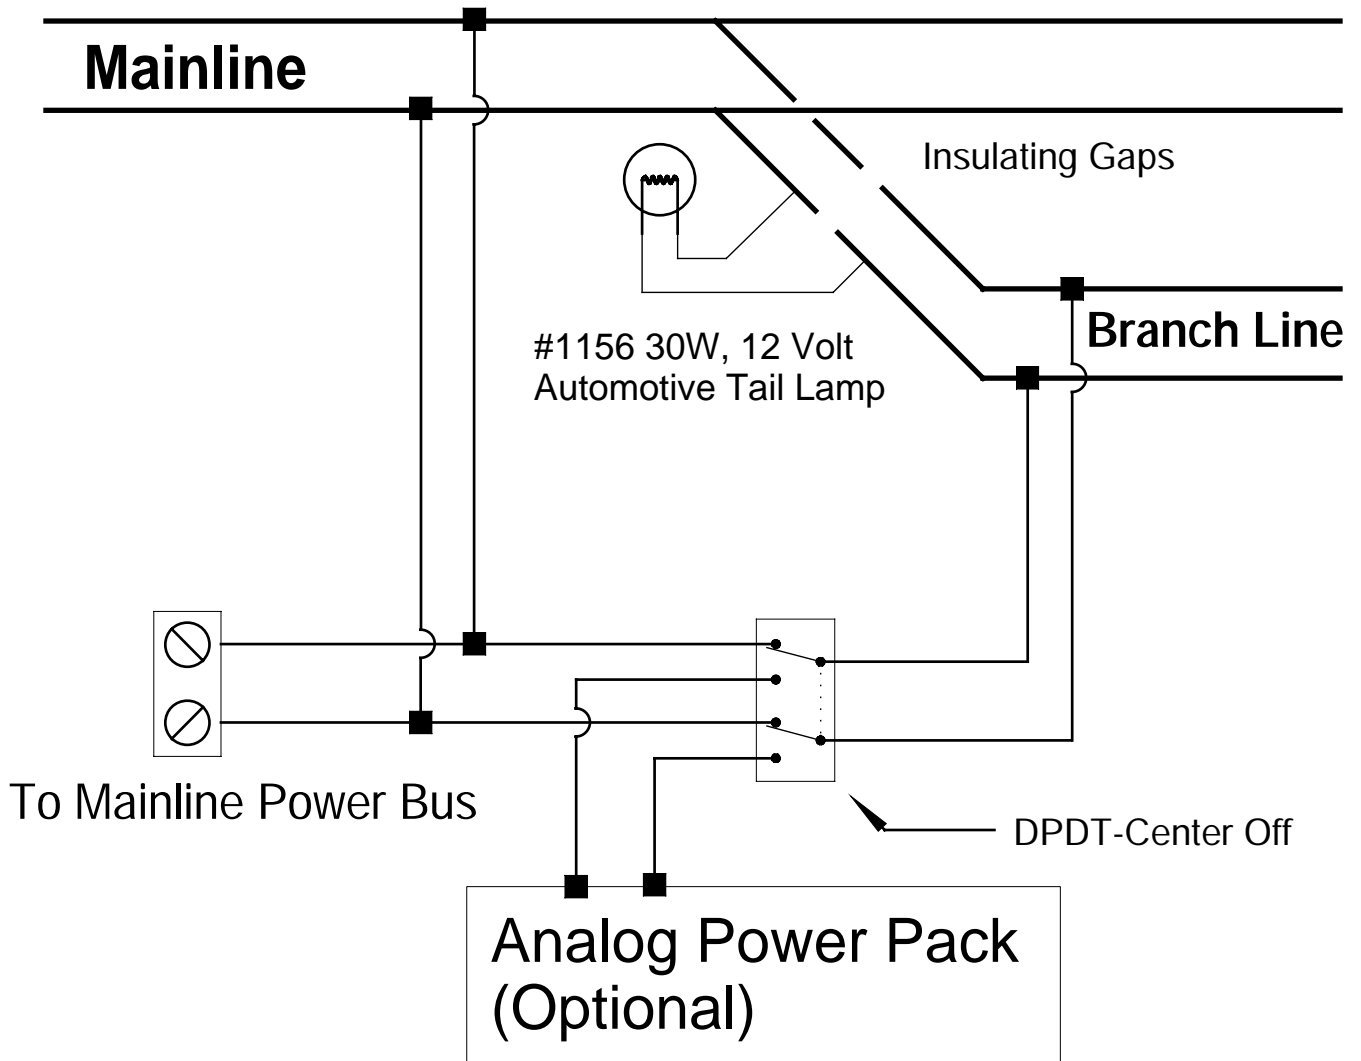 Mainline
Insulating Gaps
Branch Line
#1156 30W, 12 Volt
Automotive Tail Lamp
To Mainline Power Bus
DPDT-Center Off
Analog Power Pack
(Optional)